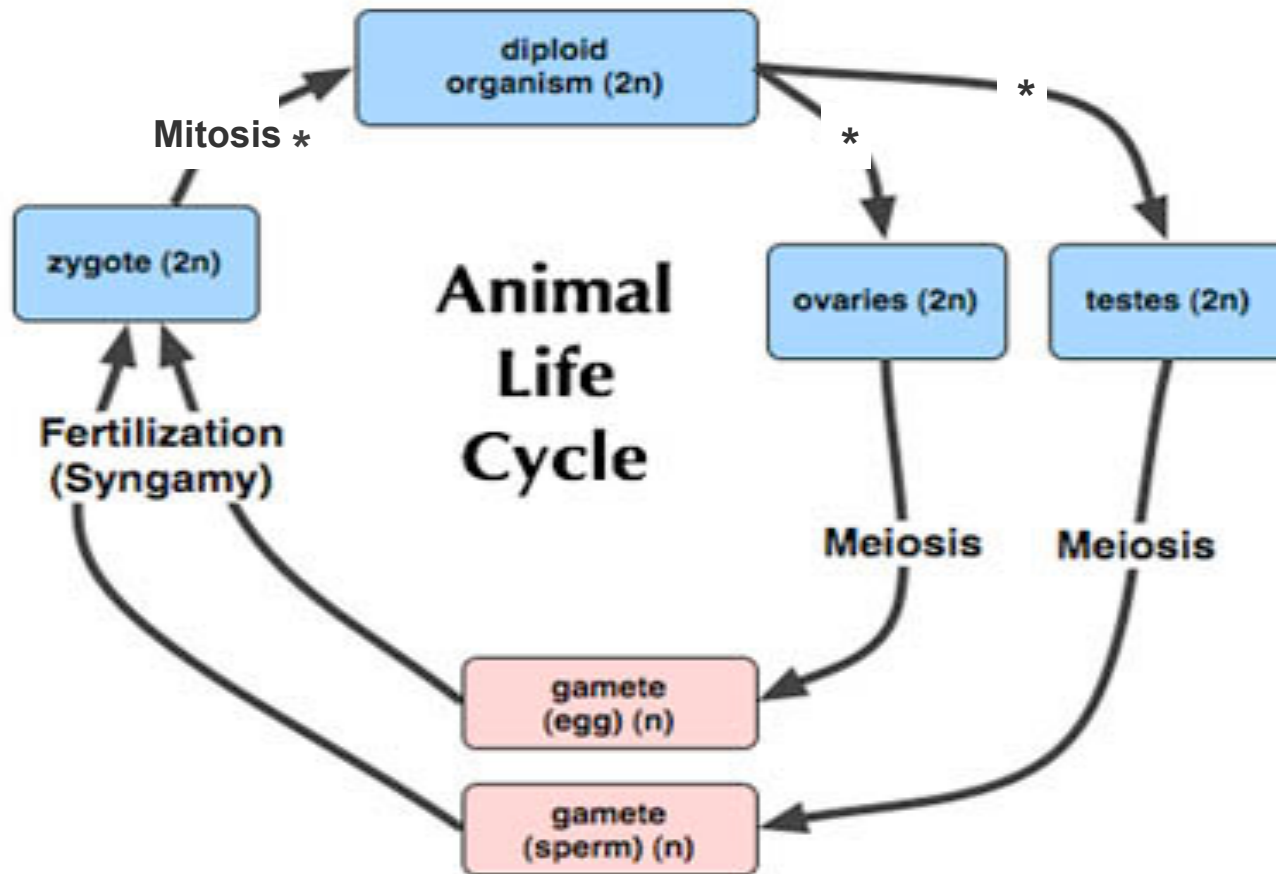 diploid
organism (2n)
*
*
Mitosis *
zygote (2n)
Animal
Life
Cycle
ovaries (2n)
testes (2n)
Fertilization
(Syngamy)
Meiosis
Meiosis
gamete
(egg) (n)
gamete
(sperm) (n)